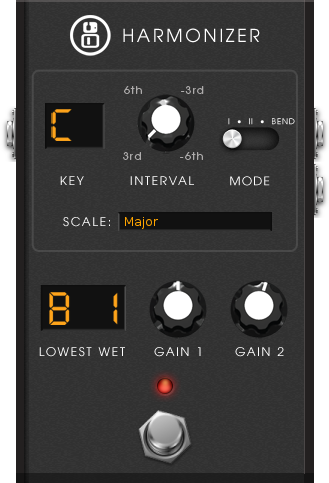 HARMONIZER
6th -3rd
C
I • II • BEND
3rd -6th
KEY INTERVAL MODE
SCALE: Major
B 1
LOWEST WET GAIN 1 GAIN 2